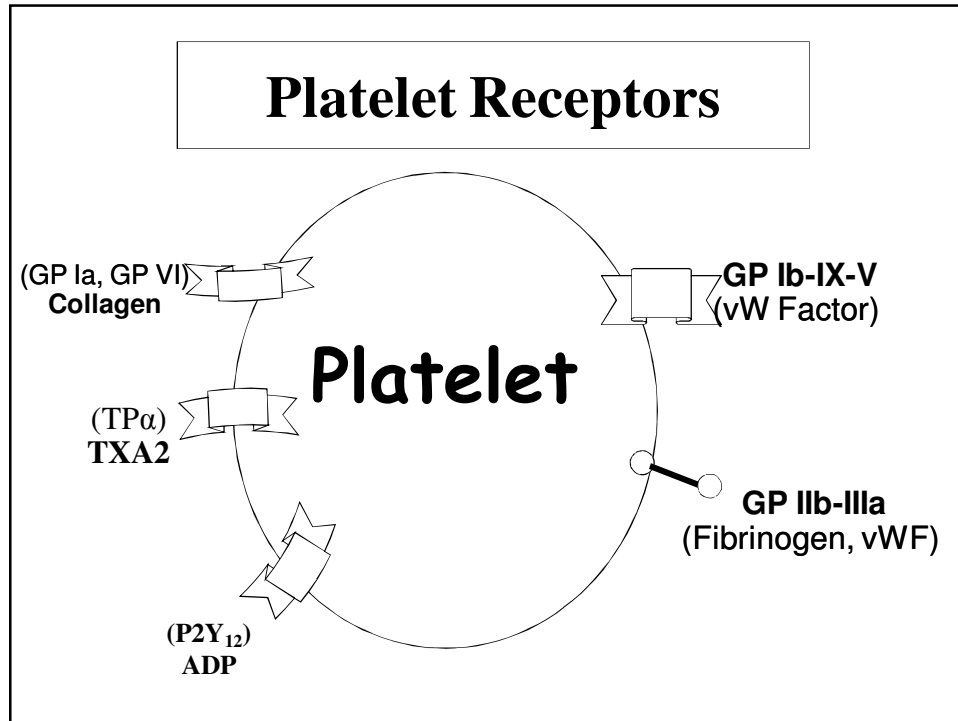 Platelet Receptors
(GP Ia, GP VI)
Collagen
GP Ib-IX-V
(vW Factor)
Platelet
(TPα)
TXA2
GP IIb-IIIa
(Fibrinogen, vWF)
(P2Y₁₂)
ADP